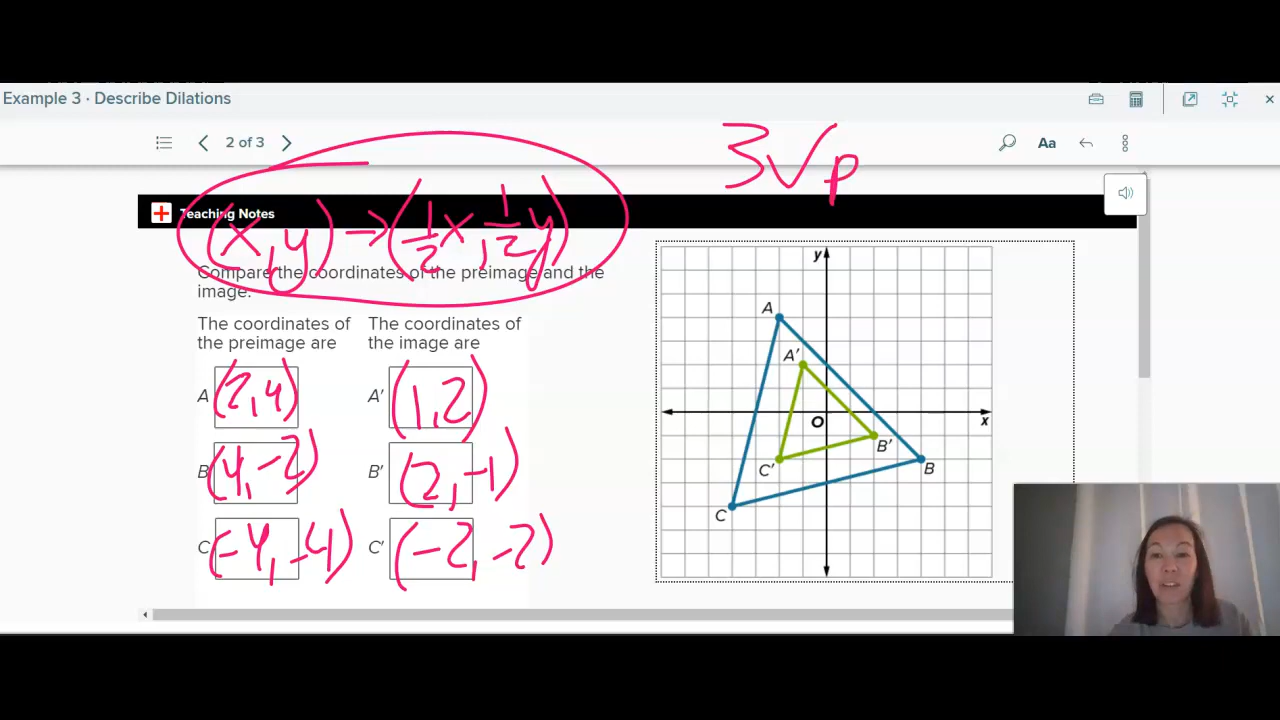 Example 3 · Describe Dilations
2 of 3
Aa
3√p
Teaching Notes
(x,y) → (1/2x, 1/2y)
Compare the coordinates of the preimage and the
image.
The coordinates of
the preimage are
The coordinates of
the image are
A (2,4) A' (1,2)
B (4,-2) B' (2,-1)
C (-4,-4) C' (-2,-2)
y
A
A'
O
x
B'
B
C'
C